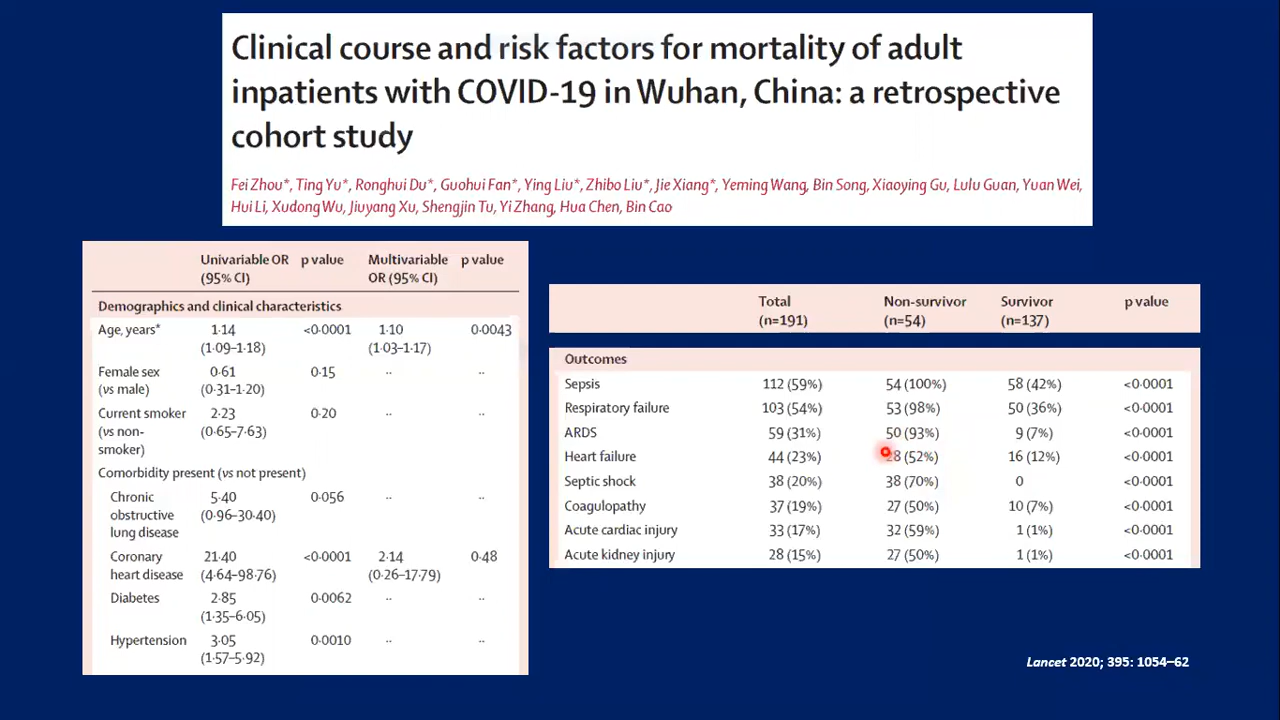 Clinical course and risk factors for mortality of adult
inpatients with COVID-19 in Wuhan, China: a retrospective
cohort study
Fei Zhou*, Ting Yu*, Ronghui Du*, Guohui Fan*, Ying Liu*, Zhibo Liu*, Jie Xiang*, Yeming Wang, Bin Song, Xiaoying Gu, Lulu Guan, Yuan Wei,
Hui Li, Xudong Wu, Jiuyang Xu, Shengjin Tu, Yi Zhang, Hua Chen, Bin Cao
Univariable OR p value Multivariable p value
(95% CI) OR (95% CI)
Demographics and clinical characteristics
Age, years* 1·14 <0·0001 1·10 0·0043
(1·09–1·18) (1·03–1·17)
Female sex 0·61 0·15 ·· ··
(vs male) (0·31–1·20)
Current smoker 2·23 0·20 ·· ··
(vs non- (0·65–7·63)
smoker)
Comorbidity present (vs not present)
Chronic 5·40 0·056 ·· ··
obstructive (0·96–30·40)
lung disease
Coronary 21·40 <0·0001 2·14 0·48
heart disease (4·64–98·76) (0·26–17·79)
Diabetes 2·85 0·0062 ·· ··
(1·35–6·05)
Hypertension 3·05 0·0010 ·· ··
(1·57–5·92)
Total Non-survivor Survivor p value
(n=191) (n=54) (n=137)
Outcomes
Sepsis 112 (59%) 54 (100%) 58 (42%) <0·0001
Respiratory failure 103 (54%) 53 (98%) 50 (36%) <0·0001
ARDS 59 (31%) 50 (93%) 9 (7%) <0·0001
Heart failure 44 (23%) 28 (52%) 16 (12%) <0·0001
Septic shock 38 (20%) 38 (70%) 0 <0·0001
Coagulopathy 37 (19%) 27 (50%) 10 (7%) <0·0001
Acute cardiac injury 33 (17%) 32 (59%) 1 (1%) <0·0001
Acute kidney injury 28 (15%) 27 (50%) 1 (1%) <0·0001
Lancet 2020; 395: 1054–62